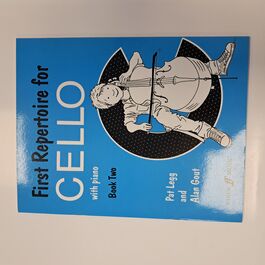 First Repertoire for
CELLO
with piano
Book Two
Pat Legg
and
Alan Gout